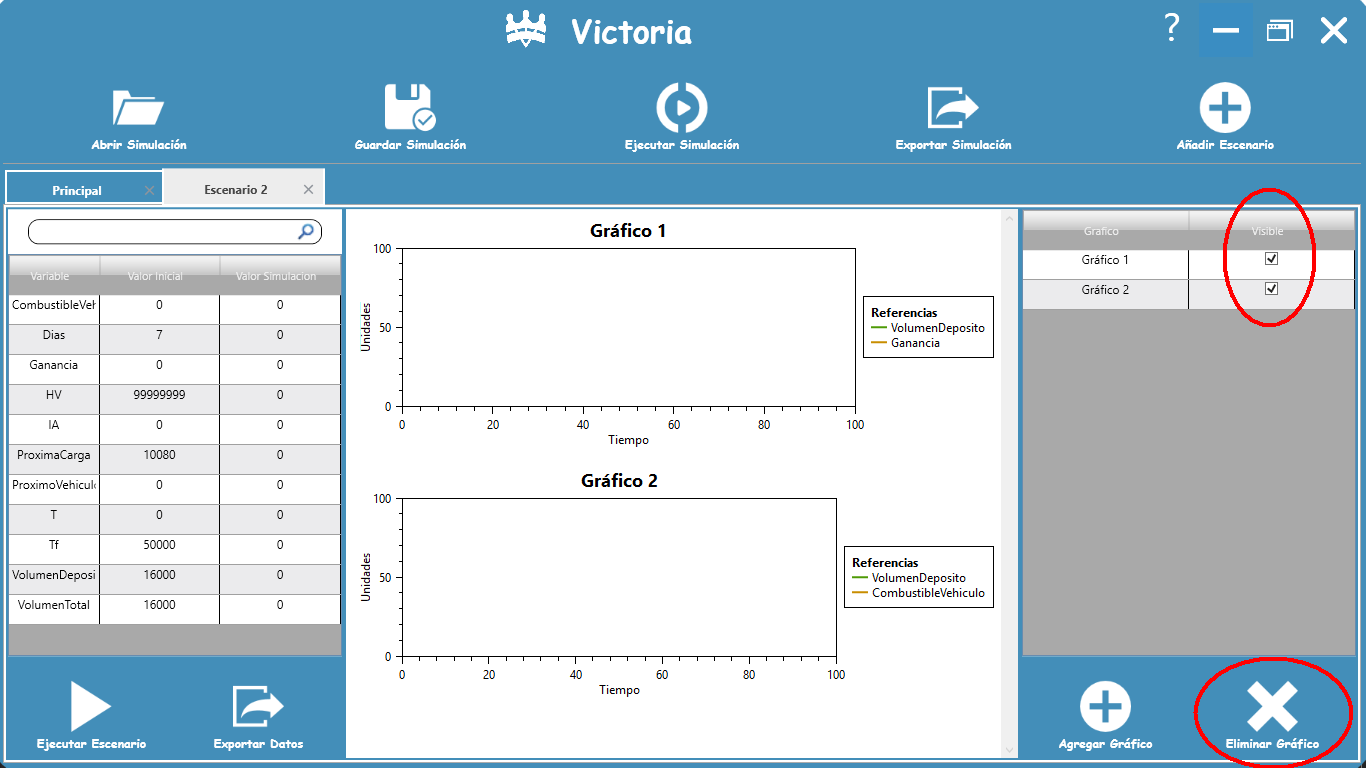 Victoria
?
Abrir Simulación
Guardar Simulación
Ejecutar Simulación
Exportar Simulación
Añadir Escenario
Principal
Escenario 2
Variable Valor Inicial Valor Simulacion
CombustibleVeh 0 0
Dias 7 0
Ganancia 0 0
HV 99999999 0
IA 0 0
ProximaCarga 10080 0
ProximoVehicul 0 0
T 0 0
Tf 50000 0
VolumenDeposi 16000 0
VolumenTotal 16000 0
Ejecutar Escenario
Exportar Datos
Gráfico 1
100
50
0
Unidades
0 20 40 60 80 100
Tiempo
Referencias
VolumenDeposito
Ganancia
Gráfico 2
100
50
0
Unidades
0 20 40 60 80 100
Tiempo
Referencias
VolumenDeposito
CombustibleVehiculo
Grafico Visible
Gráfico 1
Gráfico 2
Agregar Gráfico
Eliminar Gráfico